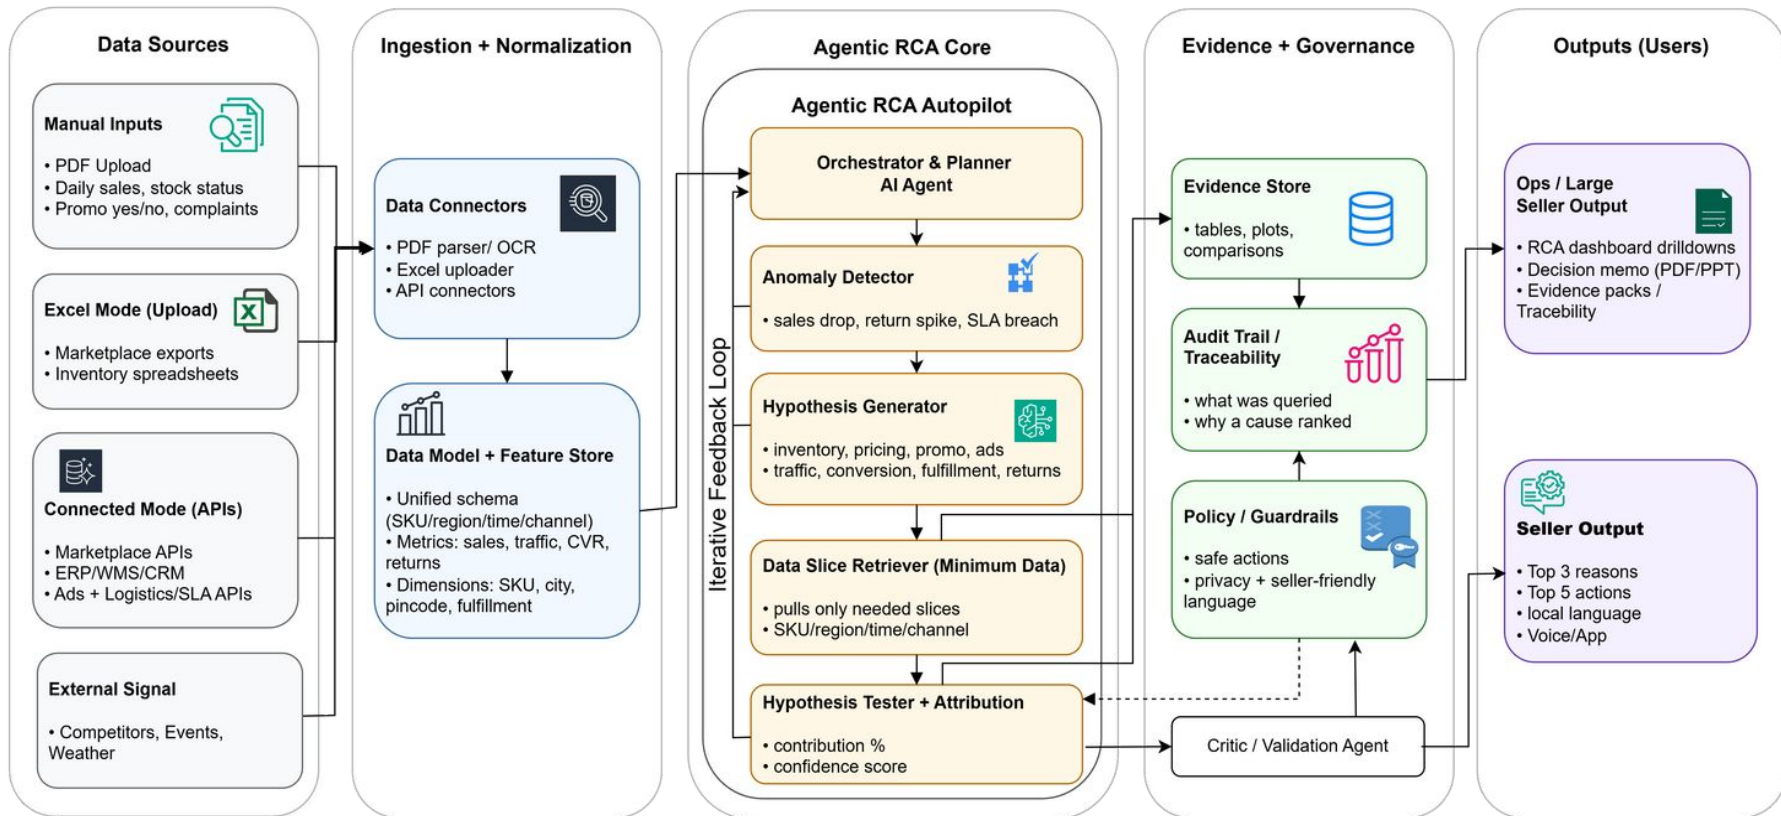 Data Sources
Manual Inputs
• PDF Upload
• Daily sales, stock status
• Promo yes/no, complaints
Excel Mode (Upload)
• Marketplace exports
• Inventory spreadsheets
Connected Mode (APIs)
• Marketplace APIs
• ERP/WMS/CRM
• Ads + Logistics/SLA APIs
External Signal
• Competitors, Events,
Weather
Ingestion + Normalization
Data Connectors
• PDF parser/ OCR
• Excel uploader
• API connectors
Data Model + Feature Store
• Unified schema
(SKU/region/time/channel)
• Metrics: sales, traffic, CVR,
returns
• Dimensions: SKU, city,
pincode, fulfillment
Agentic RCA Core
Agentic RCA Autopilot
Orchestrator & Planner
AI Agent
Anomaly Detector
• sales drop, return spike, SLA breach
Hypothesis Generator
• inventory, pricing, promo, ads
• traffic, conversion, fulfillment, returns
Data Slice Retriever (Minimum Data)
• pulls only needed slices
• SKU/region/time/channel
Hypothesis Tester + Attribution
• contribution %
• confidence score
Iterative Feedback Loop
Evidence + Governance
Evidence Store
• tables, plots,
comparisons
Audit Trail /
Traceability
• what was queried
• why a cause ranked
Policy / Guardrails
• safe actions
• privacy + seller-friendly
language
Critic / Validation Agent
Outputs (Users)
Ops / Large
Seller Output
• RCA dashboard drilldowns
• Decision memo (PDF/PPT)
• Evidence packs /
Tracebility
Seller Output
• Top 3 reasons
• Top 5 actions
• local language
• Voice/App